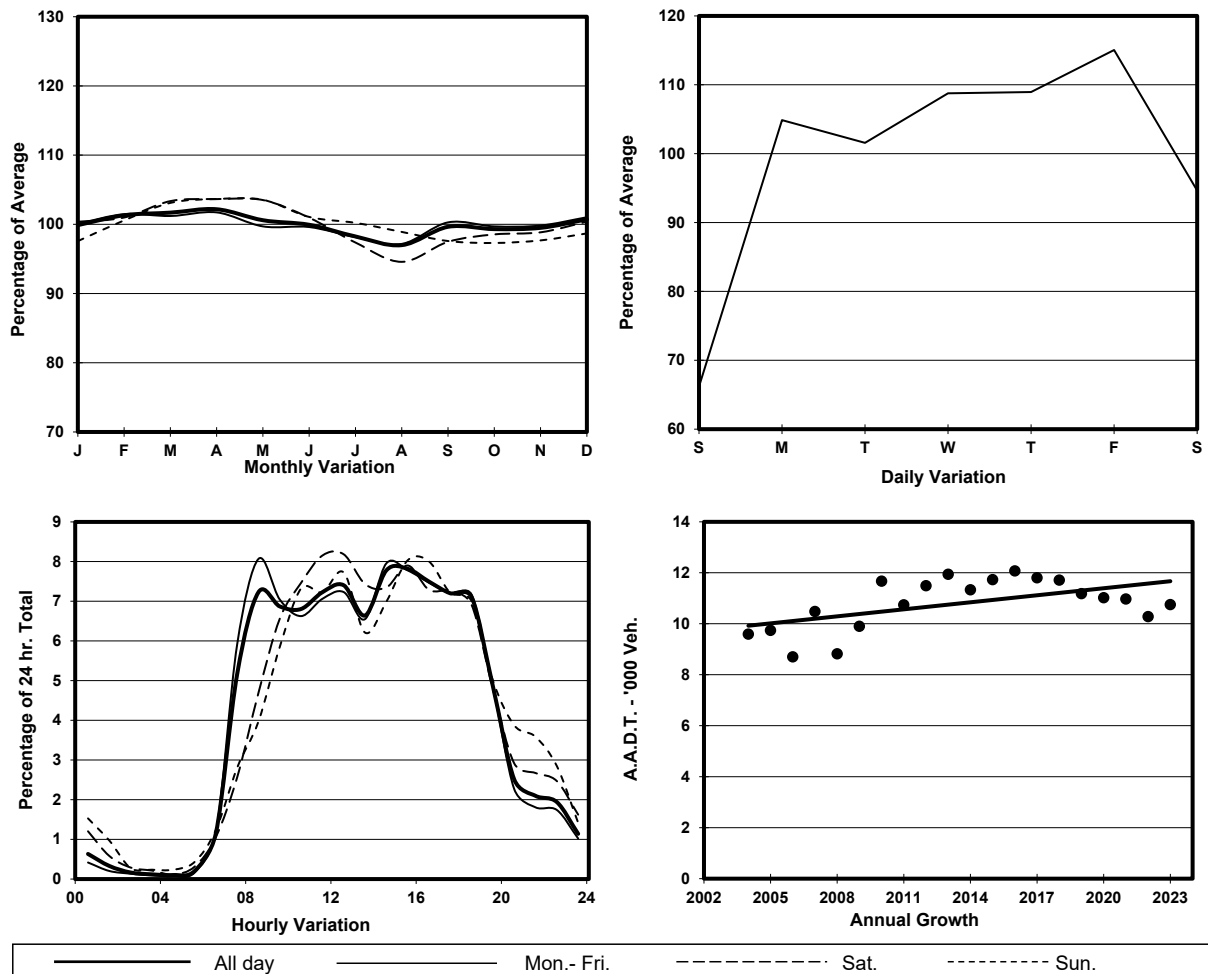 130
120
110
100
90
80
70
Percentage of Average
J F M A M J J A S O N D
Monthly Variation
120
110
100
90
80
70
60
Percentage of Average
S M T W T F S
Daily Variation
9
8
7
6
5
4
3
2
1
0
Percentage of 24 hr. Total
00 04 08 12 16 20 24
Hourly Variation
14
12
10
8
6
4
2
0
A.A.D.T. - '000 Veh.
2002 2005 2008 2011 2014 2017 2020 2023
Annual Growth
All day Mon.- Fri. Sat. Sun.